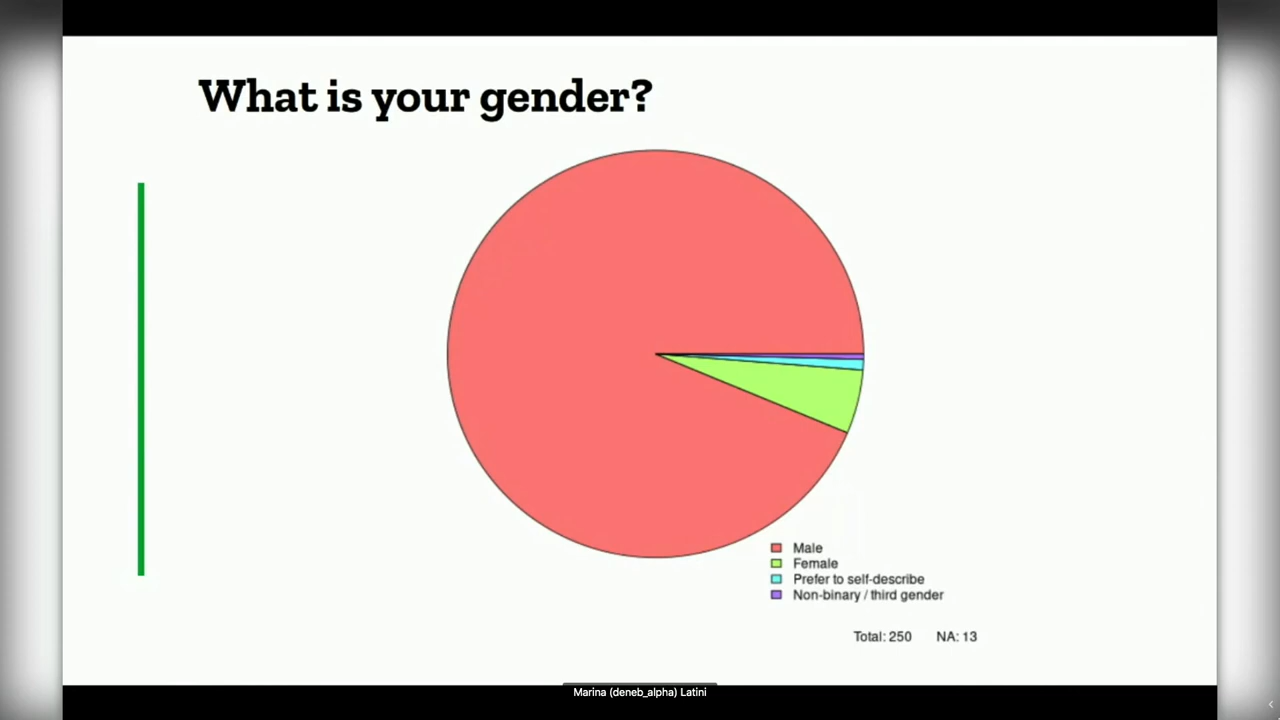 What is your gender?
Male
Female
Prefer to self-describe
Non-binary / third gender
Total: 250 NA: 13
Marina (deneb_alpha) Latini